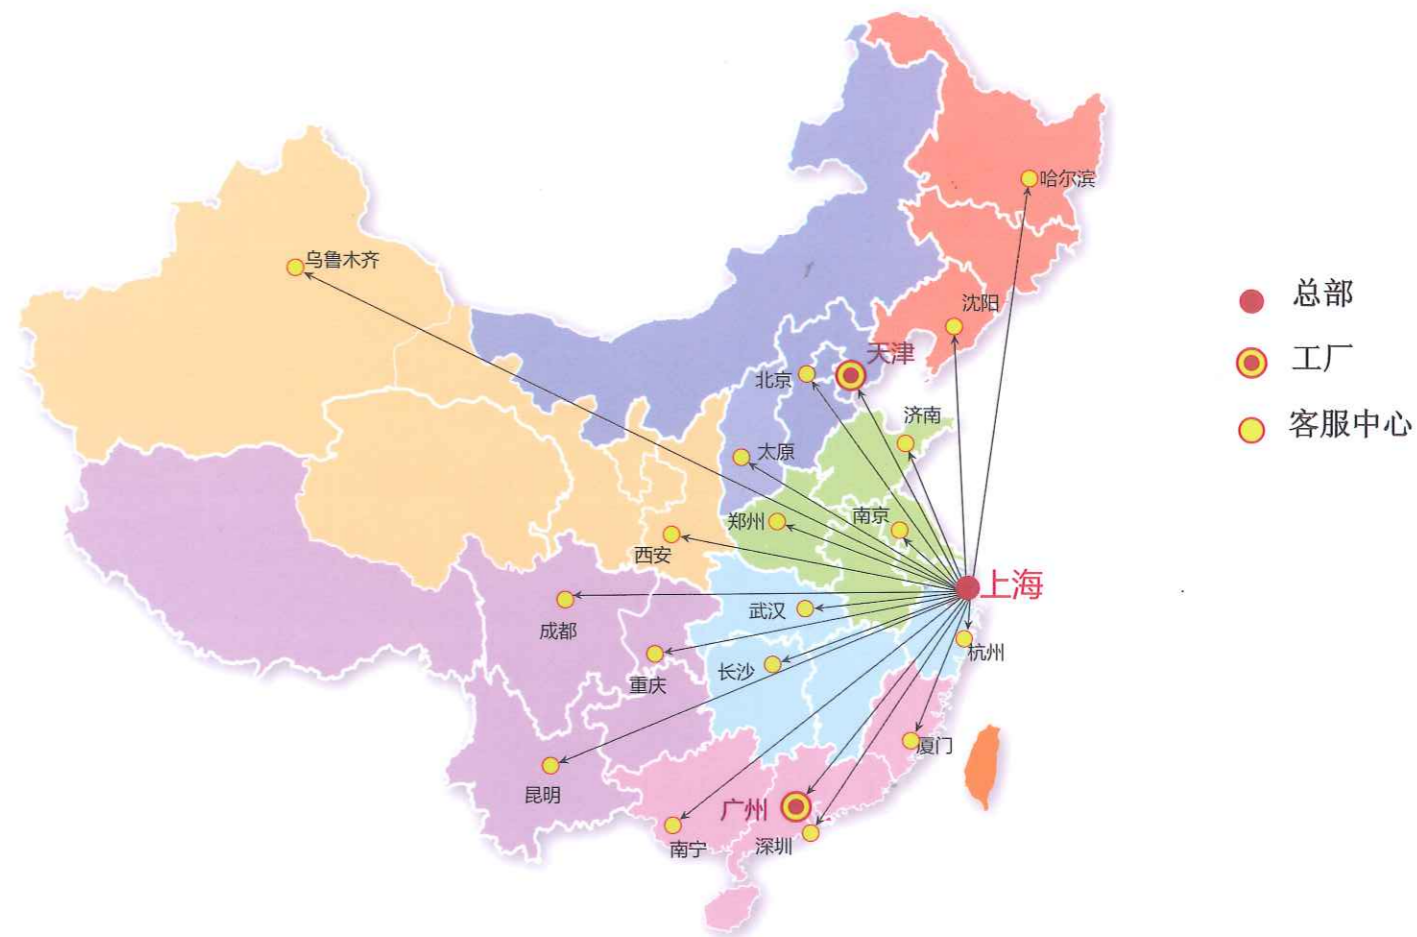 哈尔滨
乌鲁木齐
总部
沈阳
天津
工厂
北京
济南
客服中心
太原
郑州
南京
西安
上海
武汉
成都
杭州
长沙
重庆
厦门
昆明
广州
南宁
深圳